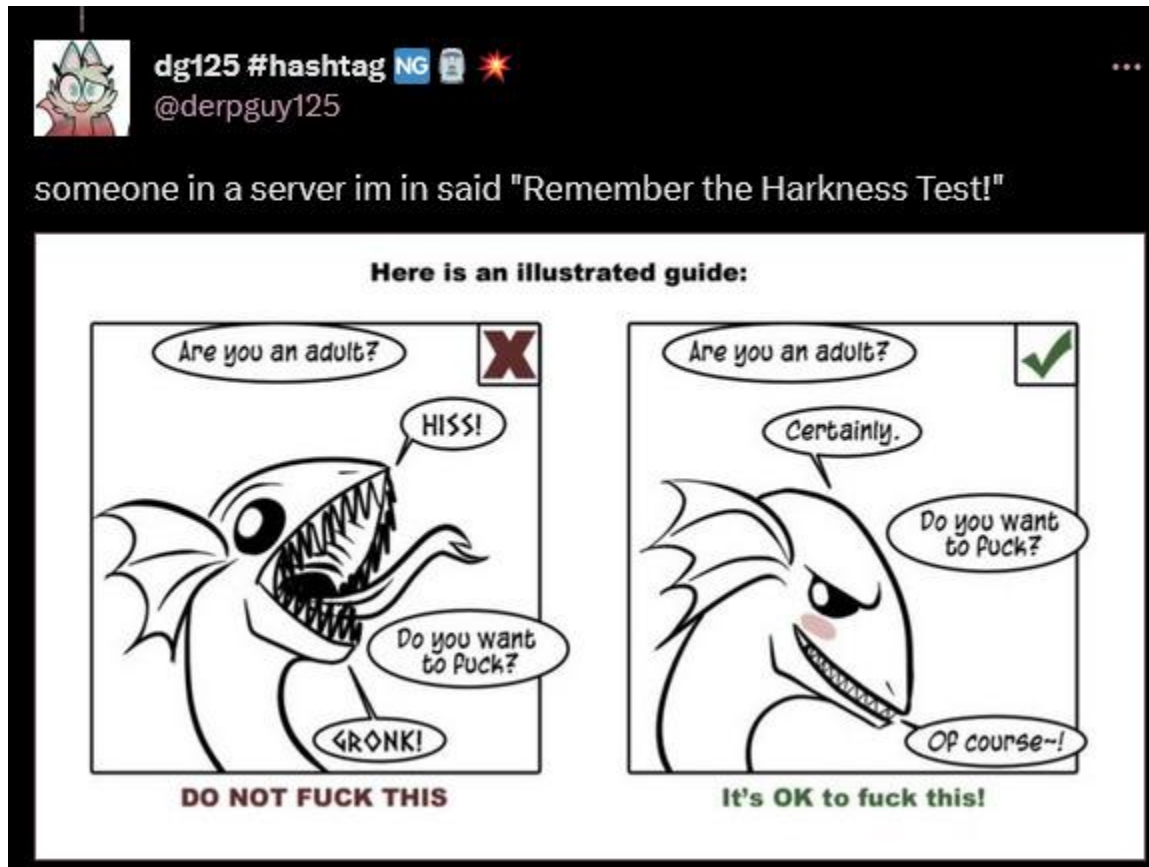 dg125 #hashtag NG
@derpguy125
someone in a server im in said "Remember the Harkness Test!"
Here is an illustrated guide:
Are you an adult?
X
HISS!
Do you want
to fuck?
GRONK!
DO NOT FUCK THIS
Are you an adult?
Certainly.
Do you want
to fuck?
Of course~!
It's OK to fuck this!